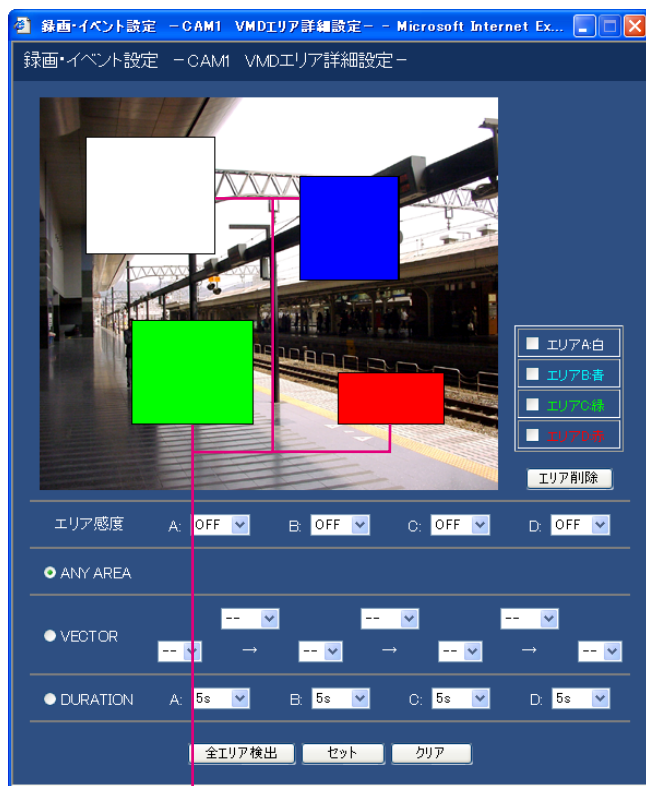 録画・イベント設定 －CAM1 VMDエリア詳細設定－ - Microsoft Internet Ex...
録画・イベント設定 －CAM1 VMDエリア詳細設定－
エリアA:白
エリアB:青
エリアC:緑
エリアD:赤
エリア削除
エリア感度 A: OFF B: OFF C: OFF D: OFF
ANY AREA
-- -- --
VECTOR -- → -- → -- → --
DURATION A: 5s B: 5s C: 5s D: 5s
全エリア検出 セット クリア